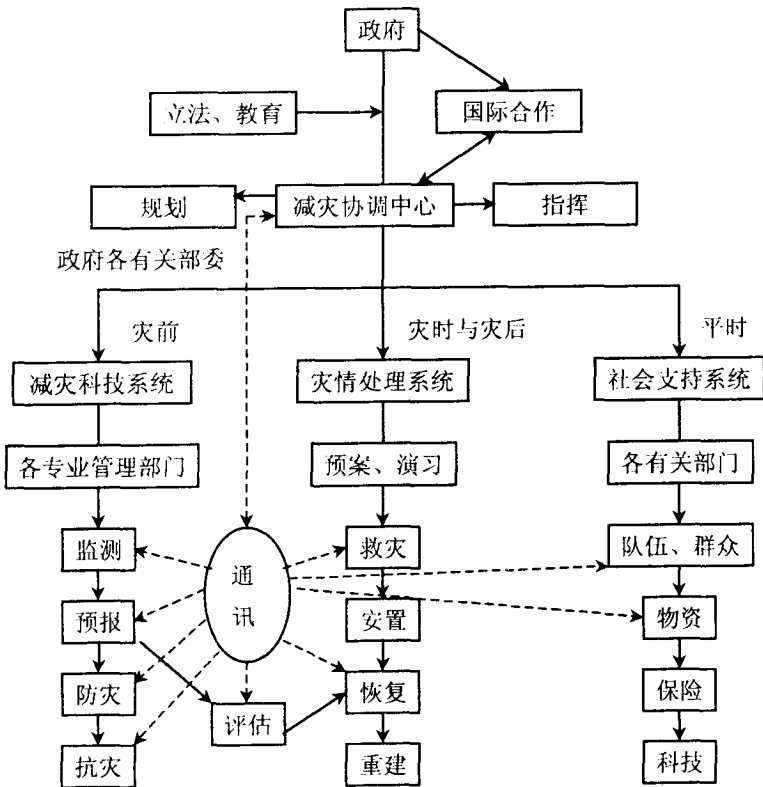 政府
立法、教育
国际合作
规划
减灾协调中心
指挥
政府各有关部委
灾前
灾时与灾后
平时
减灾科技系统
灾情处理系统
社会支持系统
各专业管理部门
预案、演习
各有关部门
监测
通
讯
救灾
队伍、群众
预报
安置
物资
防灾
评估
恢复
保险
抗灾
重建
科技